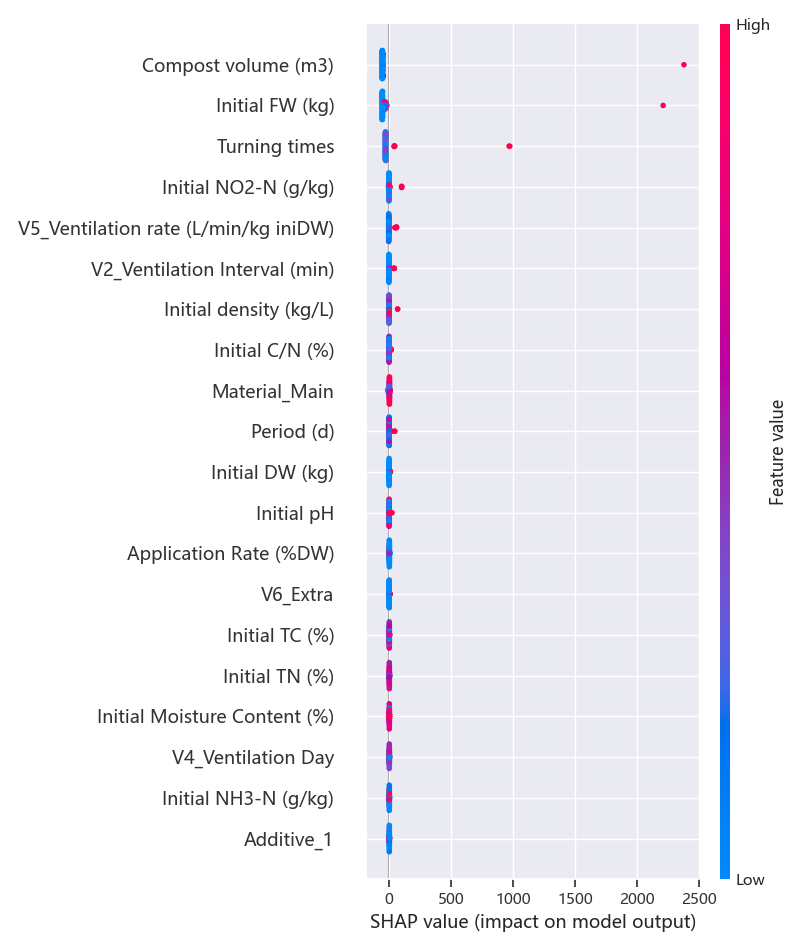 High
Compost volume (m3)
Initial FW (kg)
Turning times
Initial NO2-N (g/kg)
V5_Ventilation rate (L/min/kg iniDW)
V2_Ventilation Interval (min)
Initial density (kg/L)
Initial C/N (%)
Material_Main
Period (d)
Initial DW (kg)
Initial pH
Application Rate (%DW)
V6_Extra
Initial TC (%)
Initial TN (%)
Initial Moisture Content (%)
V4_Ventilation Day
Initial NH3-N (g/kg)
Additive_1
Feature value
Low
0 500 1000 1500 2000 2500
SHAP value (impact on model output)